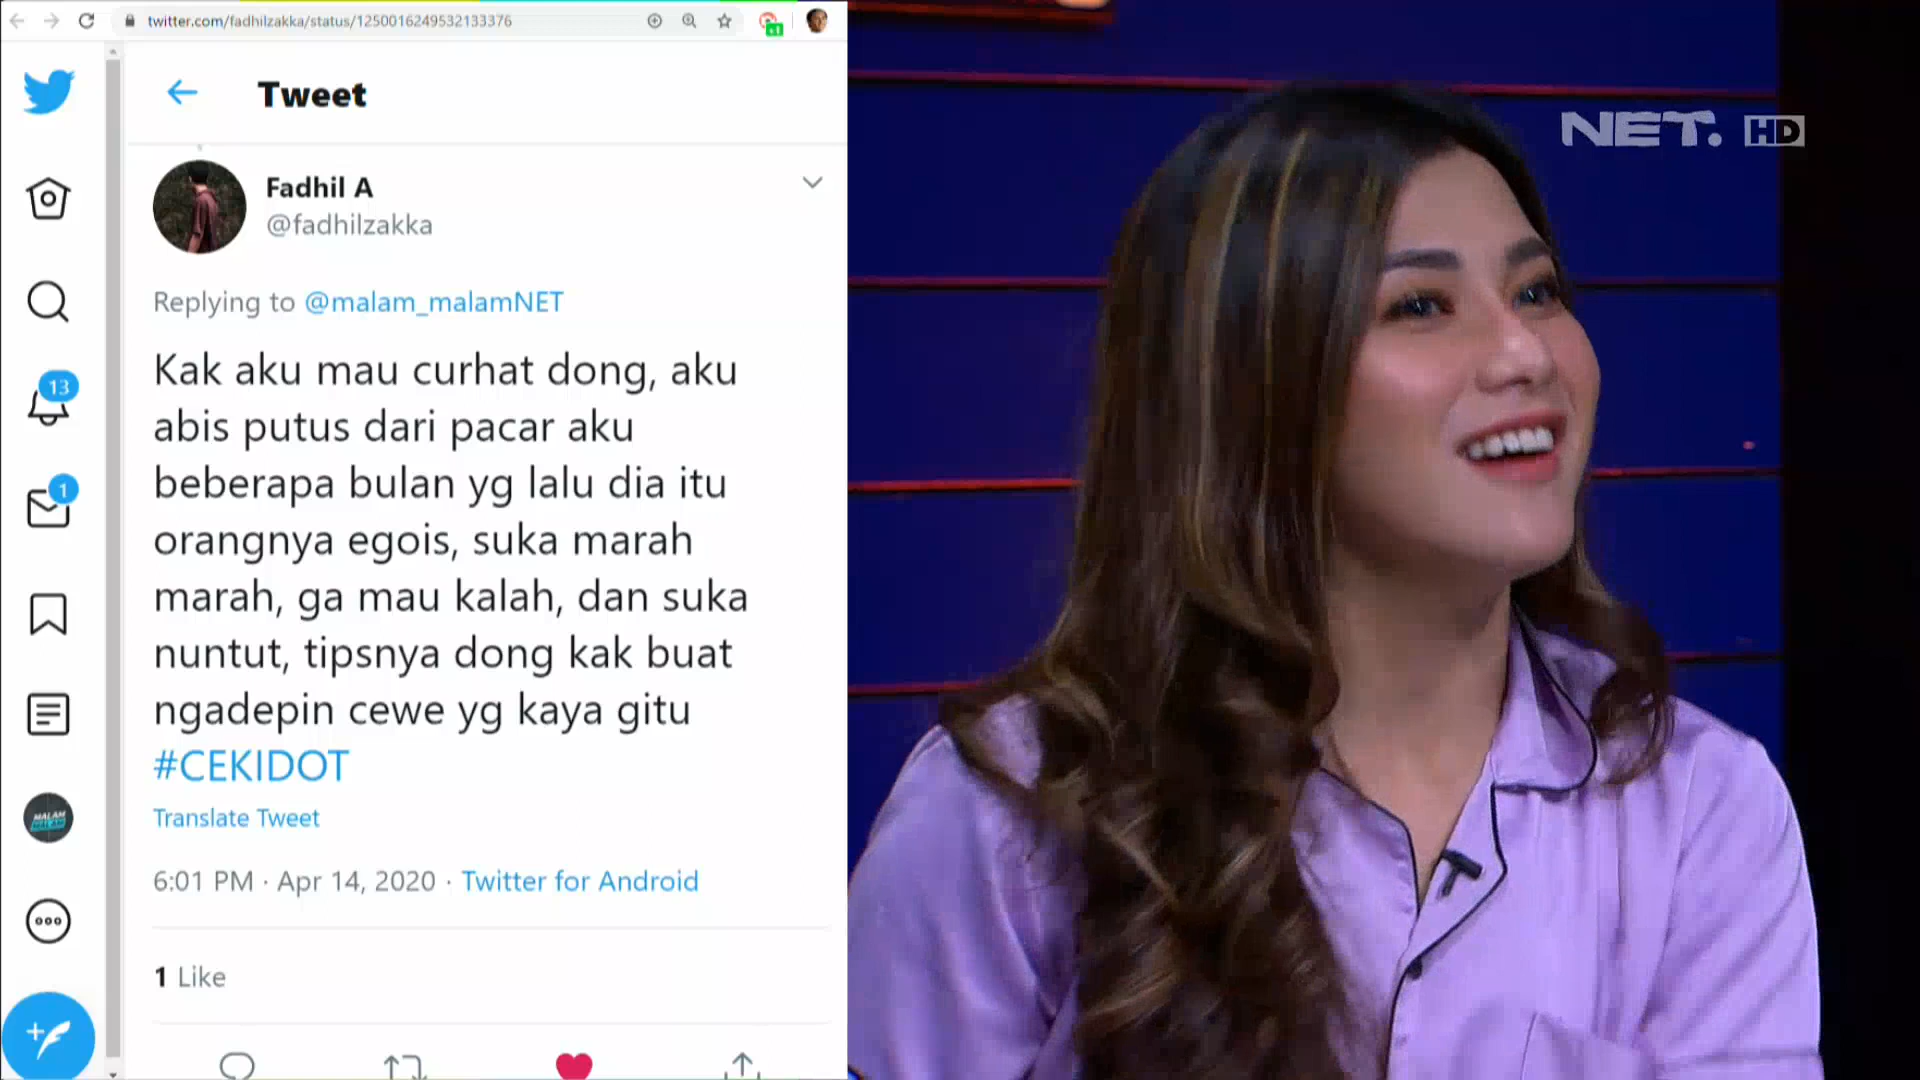 twitter.com/fadhilzakka/status/1250016249532133376
Tweet
NET. HD
Fadhil A
@fadhilzakka
Replying to @malam_malamNET
Kak aku mau curhat dong, aku
abis putus dari pacar aku
beberapa bulan yg lalu dia itu
orangnya egois, suka marah
marah, ga mau kalah, dan suka
nuntut, tipsnya dong kak buat
ngadepin cewe yg kaya gitu
#CEKIDOT
Translate Tweet
6:01 PM · Apr 14, 2020 · Twitter for Android
1 Like
13
1
MALAM